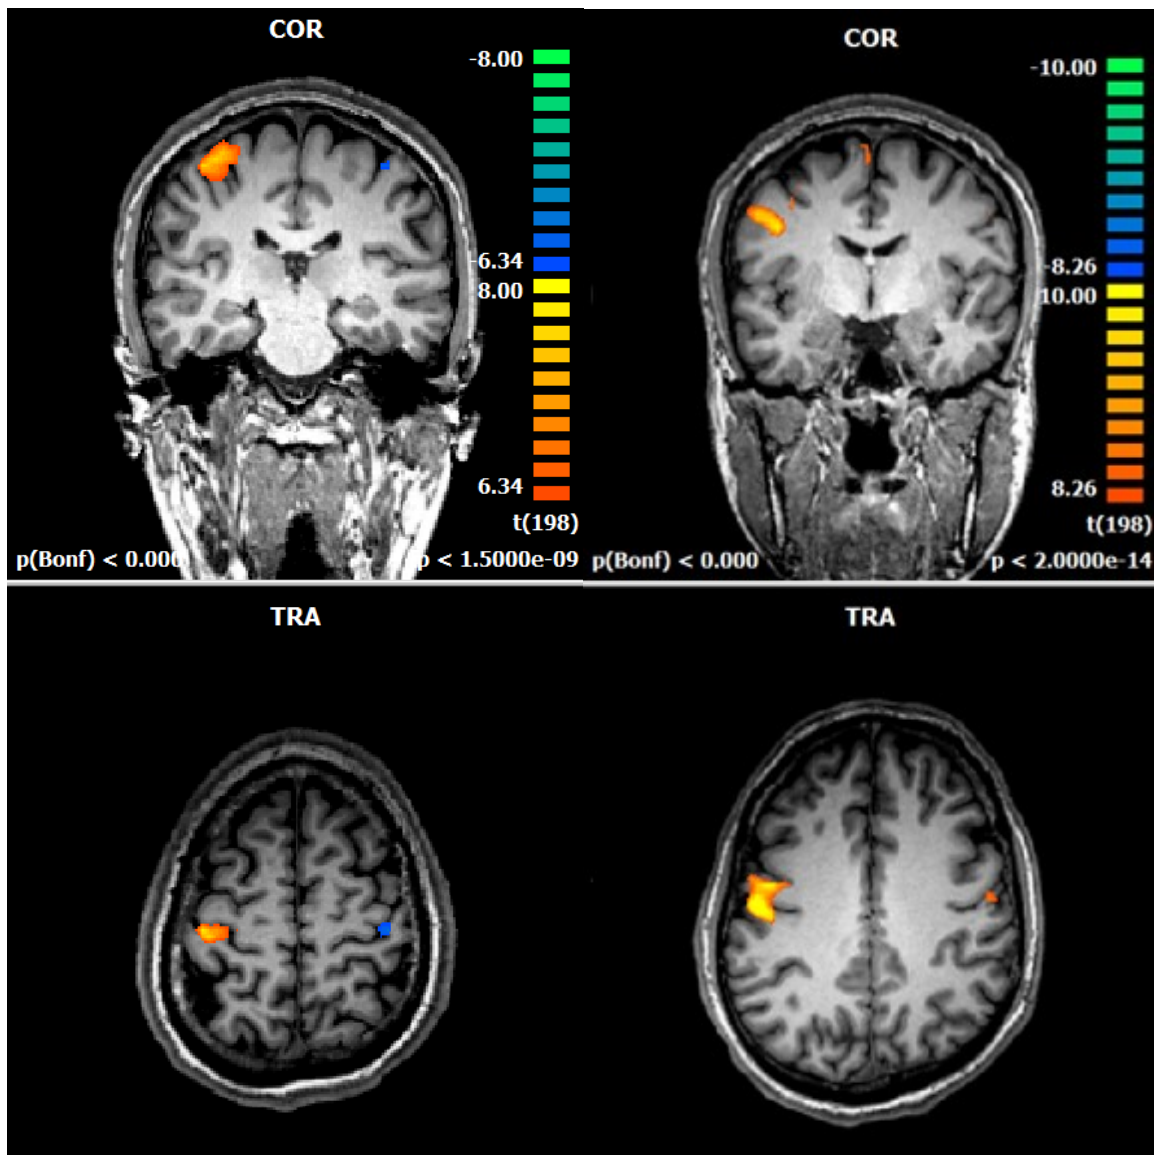 COR
-8.00
-6.34
8.00
6.34
t(198)
p(Bonf) < 0.000
p < 1.5000e-09
COR
-10.00
-8.26
10.00
8.26
t(198)
p(Bonf) < 0.000
p < 2.0000e-14
TRA
TRA